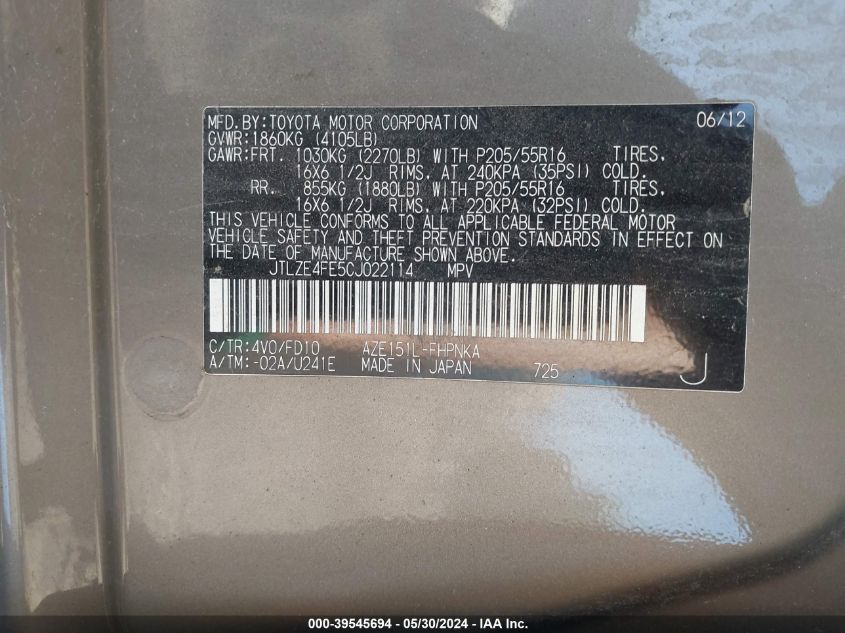 MFD.BY:TOYOTA MOTOR CORPORATION 06/12
GVWR:1860KG (4105LB)
GAWR:FRT. 1030KG (2270LB) WITH P205/55R16 TIRES.
16X6 1/2J RIMS. AT 240KPA (35PSI) COLD.
RR. 855KG (1880LB) WITH P205/55R16 TIRES,
16X6 1/2J RIMS. AT 220KPA (32PSI) COLD.
THIS VEHICLE CONFORMS TO ALL APPLICABLE FEDERAL MOTOR
VEHICLE SAFETY AND THEFT PREVENTION STANDARDS IN EFFECT ON
THE DATE OF MANUFACTURE SHOWN ABOVE.
JTLZE4FE5CJ022114 MPV
C/TR:4V0/FD10 AZE151L-FHPNKA
A/TM:-02A/U241E MADE IN JAPAN 725 J
000-39545694 - 05/30/2024 - IAA Inc.